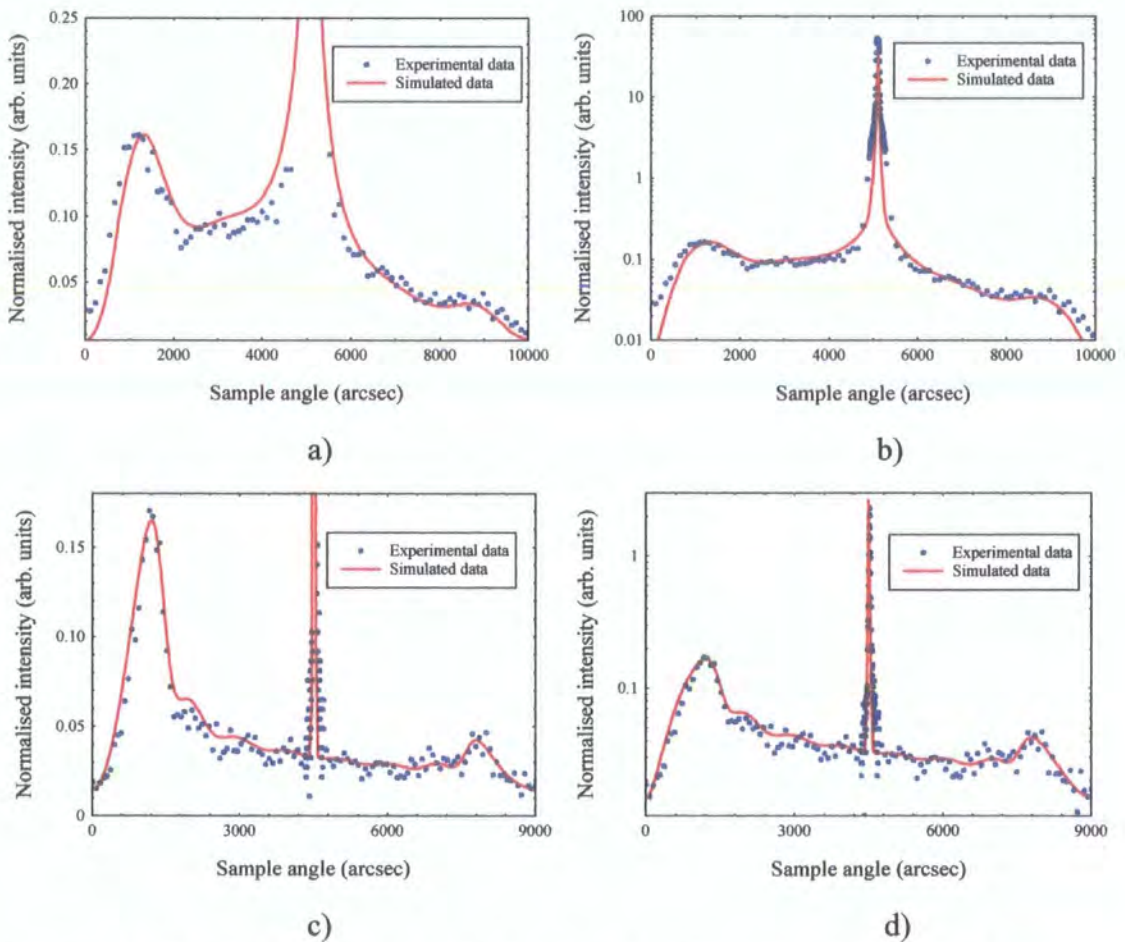 Normalised intensity (arb. units)
0.25
0.20
0.15
0.10
0.05
Experimental data
Simulated data
0 2000 4000 6000 8000 10000
Sample angle (arcsec)
a)
Normalised intensity (arb. units)
100
10
1
0.1
0.01
Experimental data
Simulated data
0 2000 4000 6000 8000 10000
Sample angle (arcsec)
b)
Normalised intensity (arb. units)
0.15
0.10
0.05
0
Experimental data
Simulated data
0 3000 6000 9000
Sample angle (arcsec)
c)
Normalised intensity (arb. units)
1
0.1
Experimental data
Simulated data
0 3000 6000 9000
Sample angle (arcsec)
d)